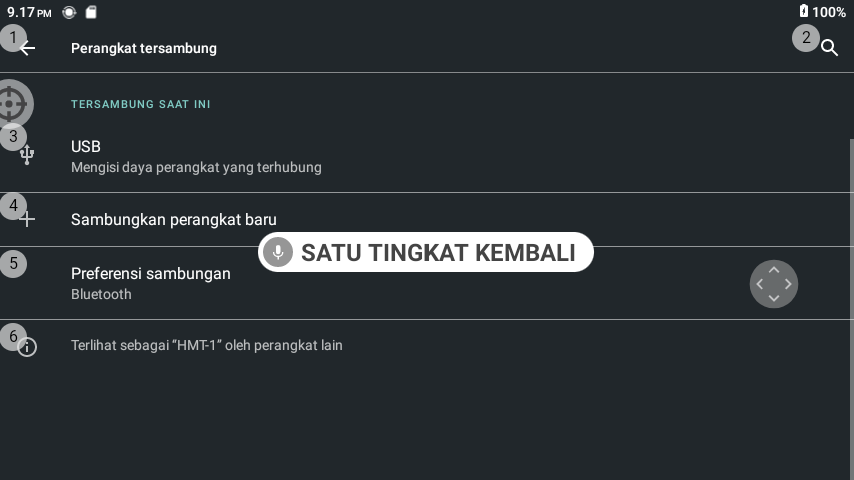 9.17 PM 100%
1 Perangkat tersambung 2
TERSAMBUNG SAAT INI
3 USB
Mengisi daya perangkat yang terhubung
4 Sambungkan perangkat baru
SATU TINGKAT KEMBALI
5 Preferensi sambungan
Bluetooth
6 Terlihat sebagai “HMT-1” oleh perangkat lain